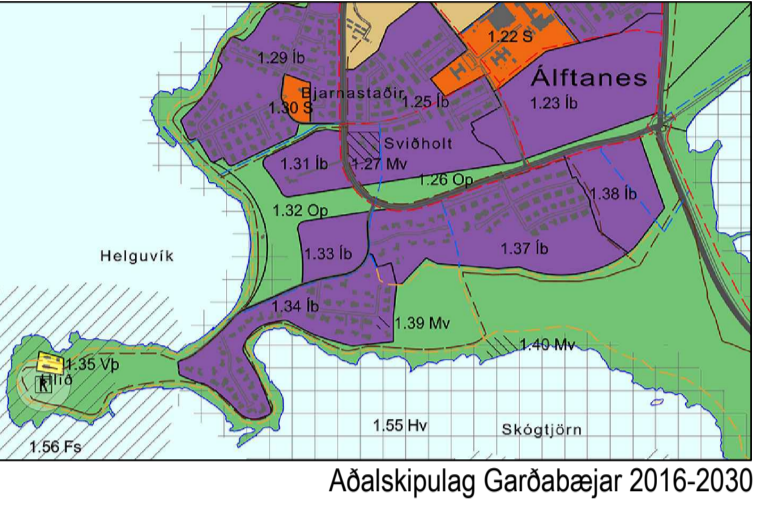 1.22 S
1.29 Íb
Álftanes
Bjarnastaðir
1.30 S
1.25 Íb
1.23 Íb
Sviðholt
1.31 Íb
1.27 Mv
1.26 Op
1.38 Íb
1.32 Op
1.33 Íb
1.37 Íb
Helguvík
1.34 Íb
1.39 Mv
1.40 Mv
1.35 Vþ
Hlið
1.55 Hv
Skógtjörn
1.56 Fs
Aðalskipulag Garðabæjar 2016-2030